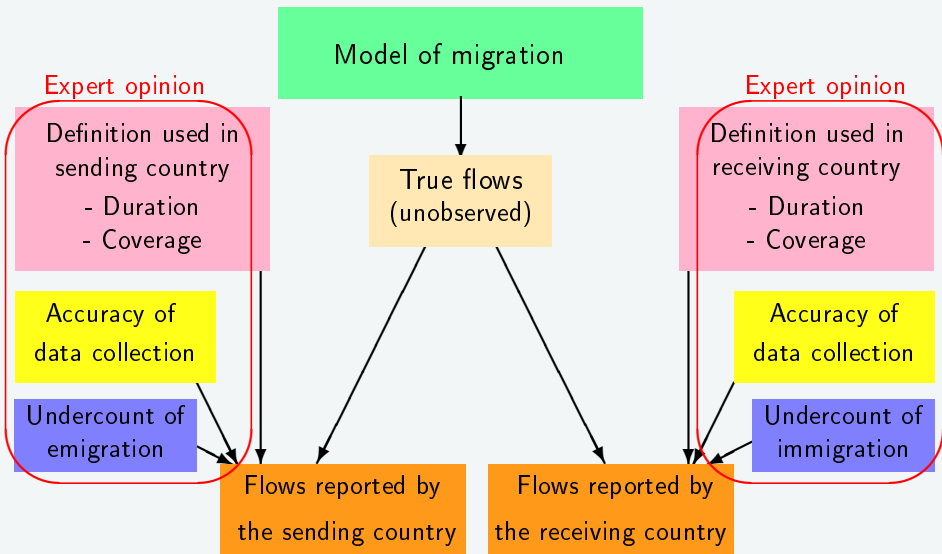 Model of migration
Expert opinion
Definition used in
sending country
- Duration
- Coverage
Accuracy of
data collection
Undercount of
emigration
True flows
(unobserved)
Expert opinion
Definition used in
receiving country
- Duration
- Coverage
Accuracy of
data collection
Undercount of
immigration
Flows reported by
the sending country
Flows reported by
the receiving country